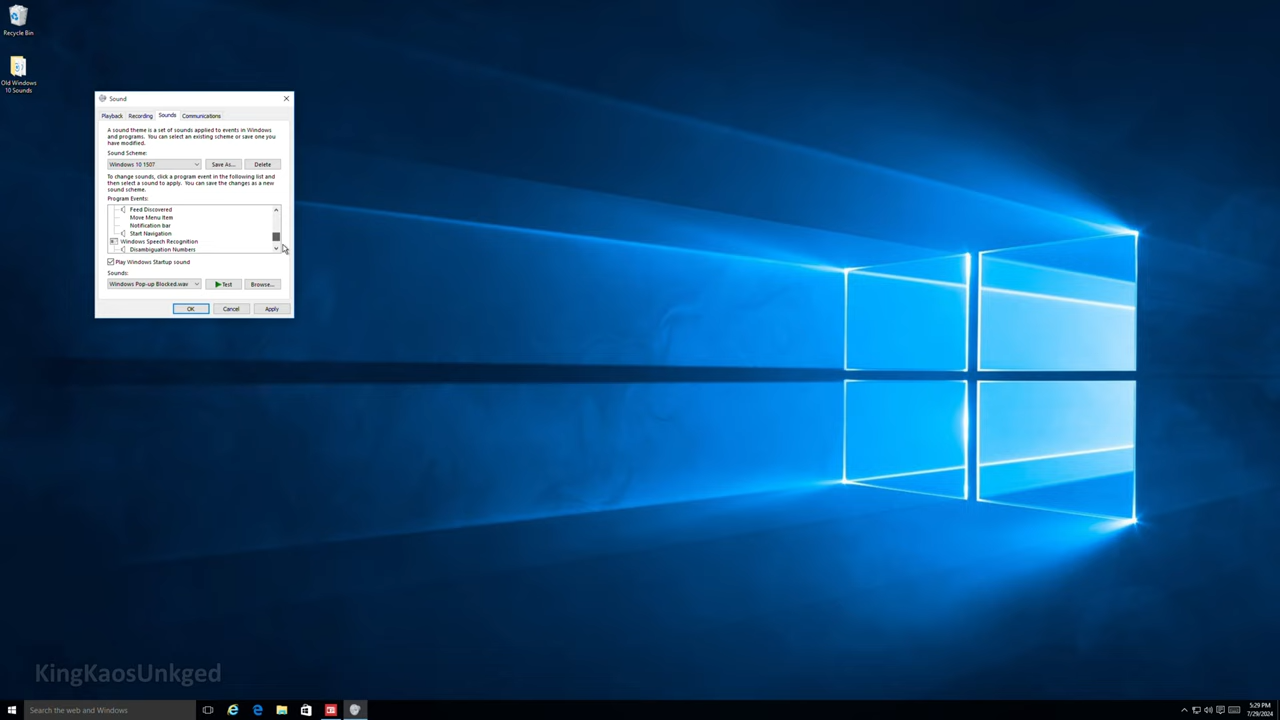 Recycle Bin
Old Windows
10 Sounds
Sound
Playback Recording Sounds Communications
A sound theme is a set of sounds applied to events in Windows
and programs. You can select an existing scheme or save one you
have modified.
Sound Scheme:
Windows 10 1507 Save As... Delete
To change sounds, click a program event in the following list and
then select a sound to apply. You can save the changes as a new
sound scheme.
Program Events:
Feed Discovered
Move Menu Item
Notification bar
Start Navigation
Windows Speech Recognition
Disambiguation Numbers
Play Windows Startup sound
Sounds:
Windows Pop-up Blocked.wav Test Browse...
OK Cancel Apply
KingKaosUnkged
Search the web and Windows
5:29 PM
7/29/2024